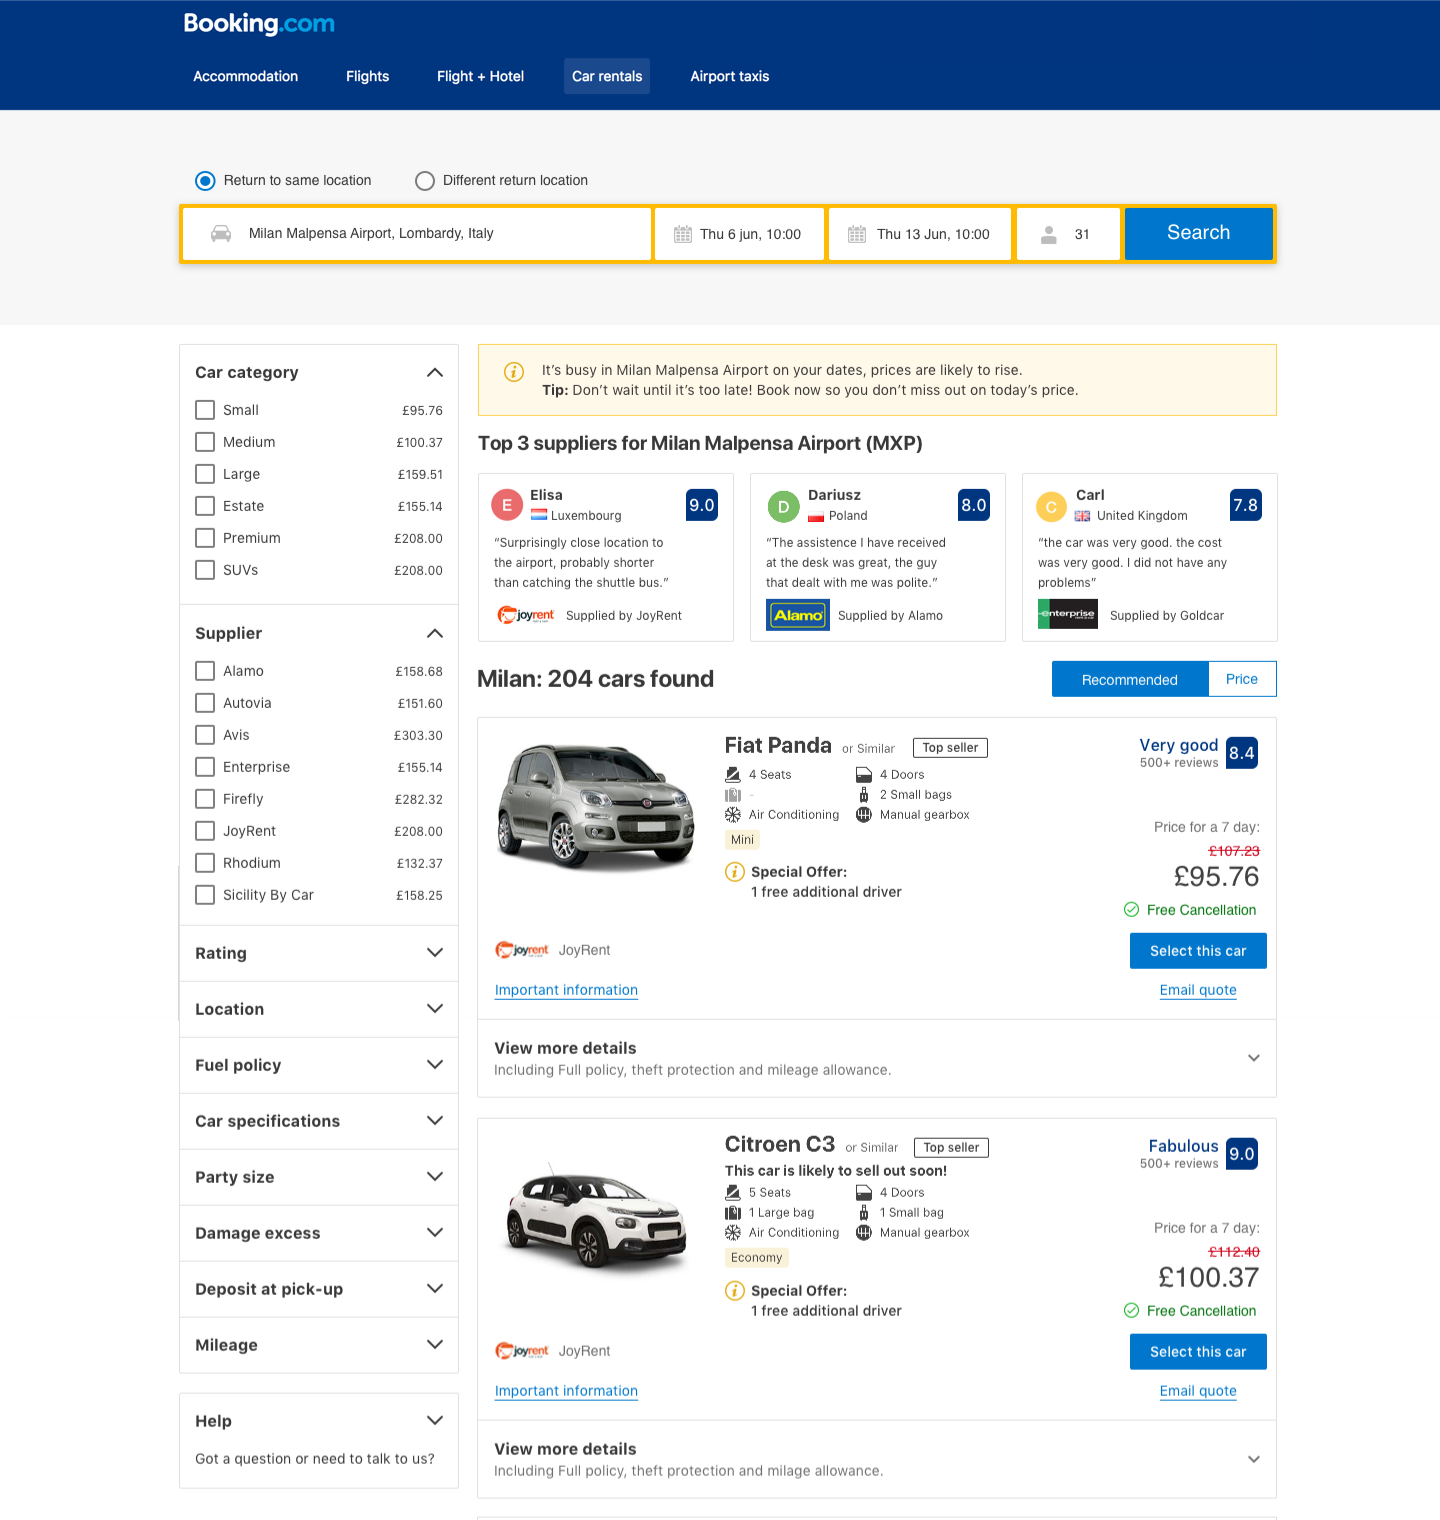 Booking.com
Accommodation Flights Flight + Hotel Car rentals Airport taxis
Return to same location Different return location
Milan Malpensa Airport, Lombardy, Italy Thu 6 jun, 10:00 Thu 13 Jun, 10:00 31 Search
Car category
Small £95.76
Medium £100.37
Large £159.51
Estate £155.14
Premium £208.00
SUVs £208.00
Supplier
Alamo £158.68
Autovia £151.60
Avis £303.30
Enterprise £155.14
Firefly £282.32
JoyRent £208.00
Rhodium £132.37
Sicility By Car £158.25
Rating
Location
Fuel policy
Car specifications
Party size
Damage excess
Deposit at pick-up
Mileage
Help
Got a question or need to talk to us?
It's busy in Milan Malpensa Airport on your dates, prices are likely to rise.
Tip: Don't wait until it's too late! Book now so you don't miss out on today's price.
Top 3 suppliers for Milan Malpensa Airport (MXP)
E Elisa 9.0
Luxembourg
“Surprisingly close location to
the airport, probably shorter
than catching the shuttle bus.”
joyrent Supplied by JoyRent
D Dariusz 8.0
Poland
“The assistence I have received
at the desk was great, the guy
that dealt with me was polite.”
Alamo Supplied by Alamo
C Carl 7.8
United Kingdom
“the car was very good. the cost
was very good. I did not have any
problems”
enterprise Supplied by Goldcar
Milan: 204 cars found Recommended Price
Fiat Panda or Similar Top seller
4 Seats 4 Doors
- 2 Small bags
Air Conditioning Manual gearbox
Mini
Special Offer:
1 free additional driver
Very good 8.4
500+ reviews
Price for a 7 day:
£107.23
£95.76
Free Cancellation
joyrent JoyRent Select this car
Important information Email quote
View more details
Including Full policy, theft protection and mileage allowance.
Citroen C3 or Similar Top seller
This car is likely to sell out soon!
5 Seats 4 Doors
1 Large bag 1 Small bag
Air Conditioning Manual gearbox
Economy
Special Offer:
1 free additional driver
Fabulous 9.0
500+ reviews
Price for a 7 day:
£112.40
£100.37
Free Cancellation
joyrent JoyRent Select this car
Important information Email quote
View more details
Including Full policy, theft protection and milage allowance.